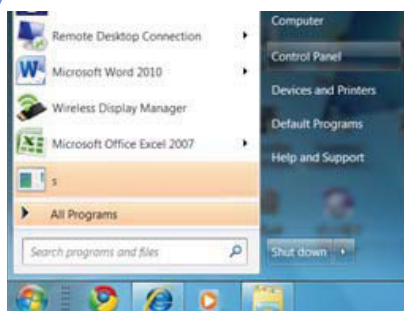 Remote Desktop Connection
Microsoft Word 2010
Wireless Display Manager
Microsoft Office Excel 2007
s
All Programs
Search programs and files
Computer
Control Panel
Devices and Printers
Default Programs
Help and Support
Shut down